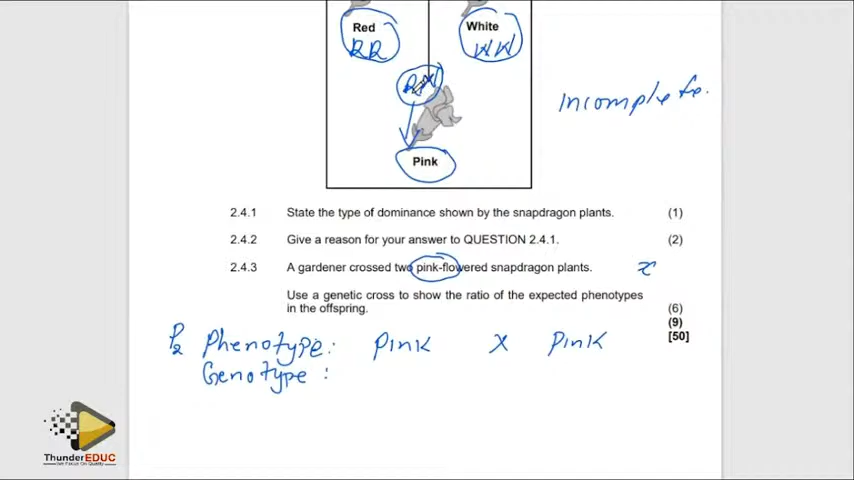 Red
White
RR
WW
RW
incomplete.
Pink
2.4.1 State the type of dominance shown by the snapdragon plants. (1)
2.4.2 Give a reason for your answer to QUESTION 2.4.1. (2)
2.4.3 A gardener crossed two pink-flowered snapdragon plants. x
Use a genetic cross to show the ratio of the expected phenotypes
in the offspring. (6)
(9)
[50]
P2 Phenotype: Pink x Pink
Genotype:
ThunderEDUC